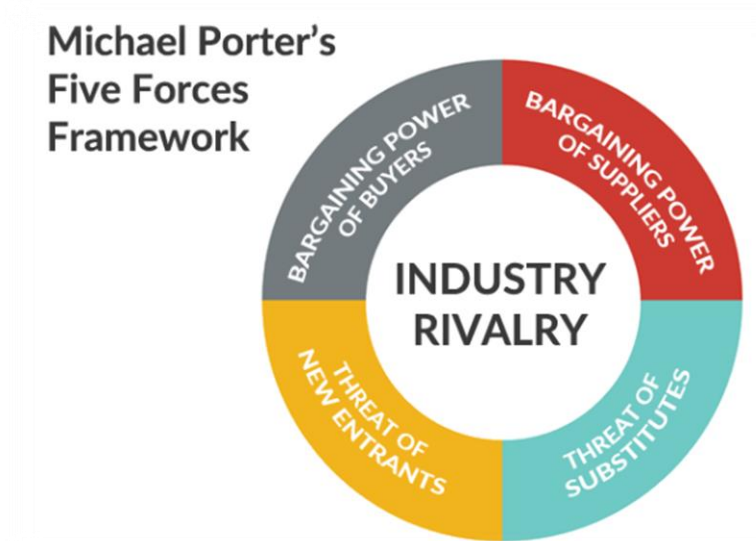 Michael Porter's
Five Forces
Framework
BARGAINING POWER
OF BUYERS
BARGAINING POWER
OF SUPPLIERS
INDUSTRY
RIVALRY
THREAT OF
NEW ENTRANTS
THREAT OF
SUBSTITUTES